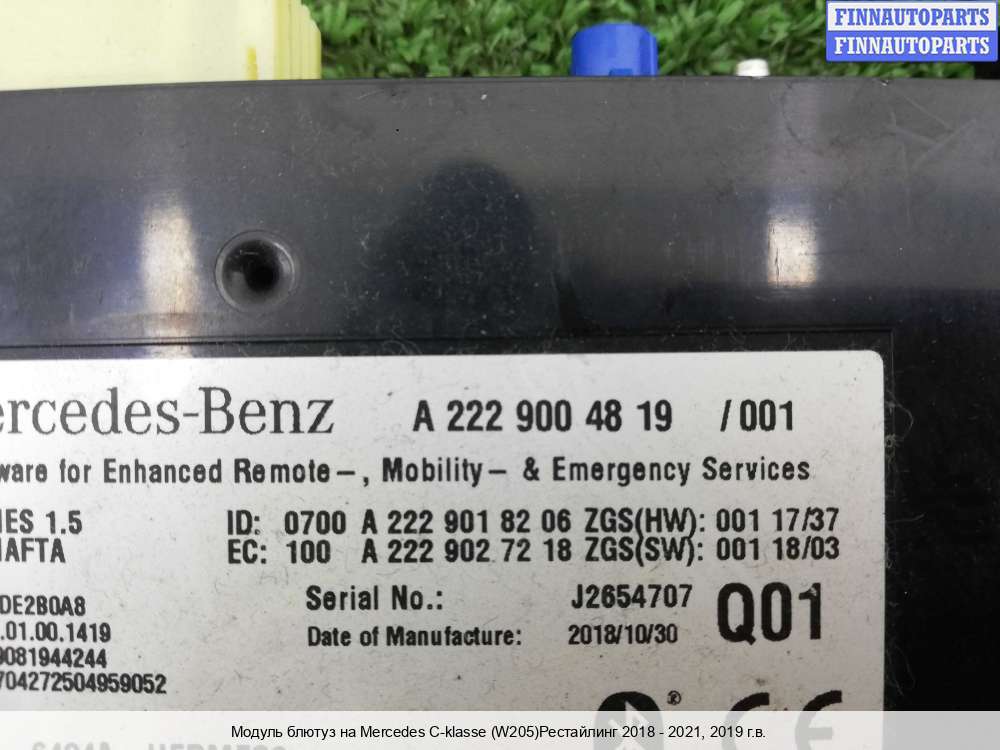 FINNAUTOPARTS
FINNAUTOPARTS
ercedes-Benz A 222 900 48 19 /001
ware for Enhanced Remote-, Mobility- & Emergency Services
MES 1.5 ID: 0700 A 222 901 82 06 ZGS(HW): 001 17/37
NAFTA EC: 100 A 222 902 72 18 ZGS(SW): 001 18/03
DE2B0A8 Serial No.: J2654707 Q01
.01.00.1419 Date of Manufacture: 2018/10/30
9081944244
704272504959052
® CE
Модуль блютуз на Mercedes C-klasse (W205)Рестайлинг 2018 - 2021, 2019 г.в.